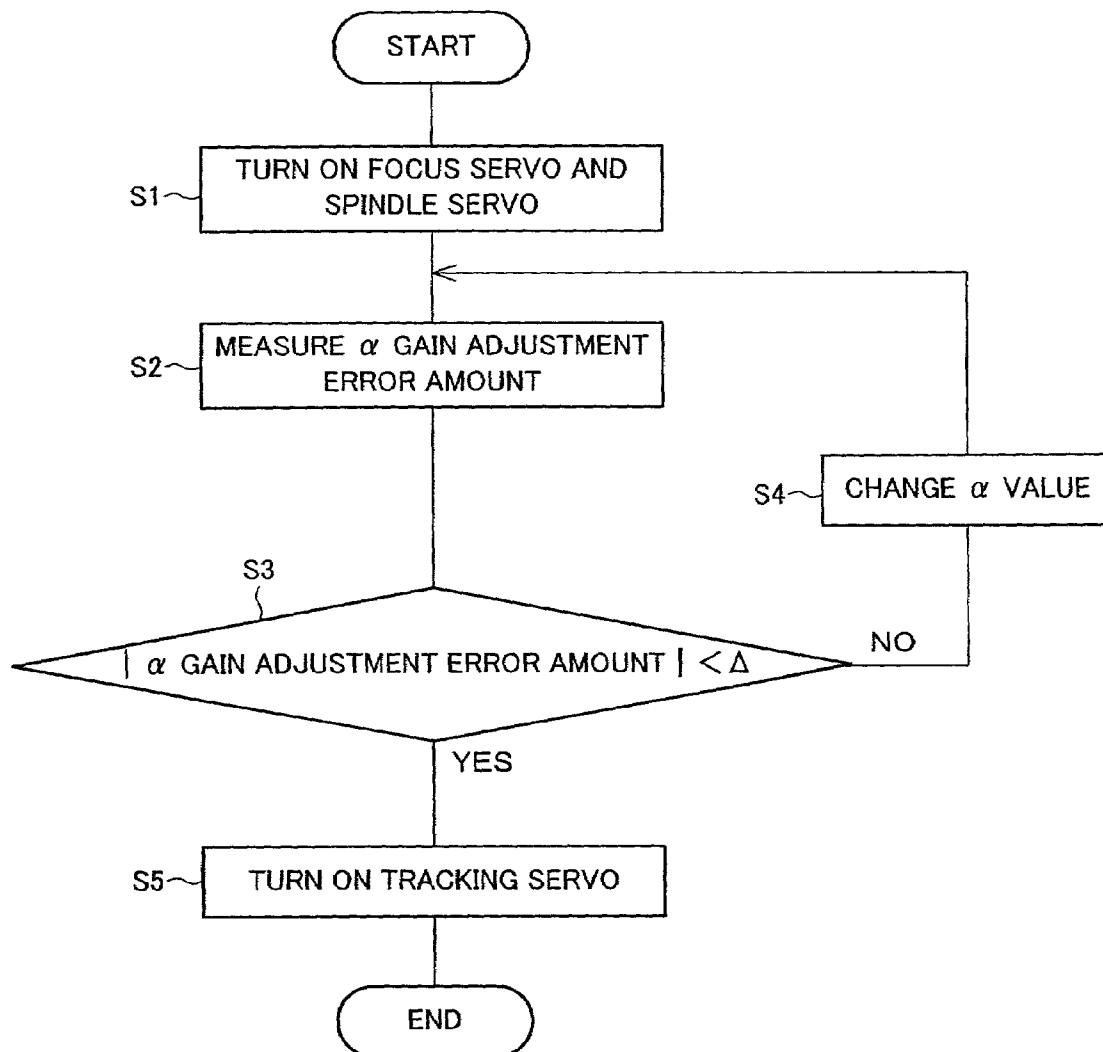 START
S1
TURN ON FOCUS SERVO AND
SPINDLE SERVO
S2
MEASURE α GAIN ADJUSTMENT
ERROR AMOUNT
S4
CHANGE α VALUE
S3
| α GAIN ADJUSTMENT ERROR AMOUNT | < Δ
NO
YES
S5
TURN ON TRACKING SERVO
END